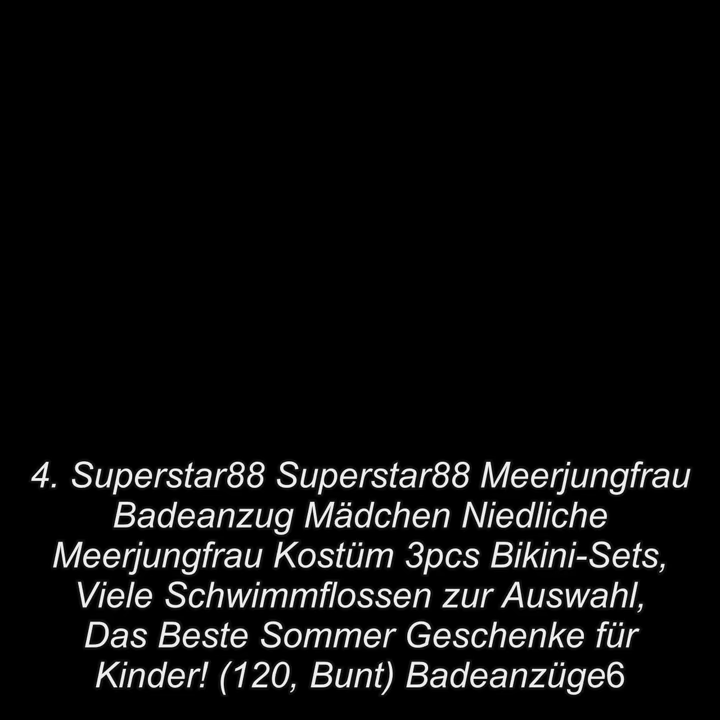 4. Superstar88 Superstar88 Meerjungfrau
Badeanzug Mädchen Niedliche
Meerjungfrau Kostüm 3pcs Bikini-Sets,
Viele Schwimmflossen zur Auswahl,
Das Beste Sommer Geschenke für
Kinder! (120, Bunt) Badeanzüge6